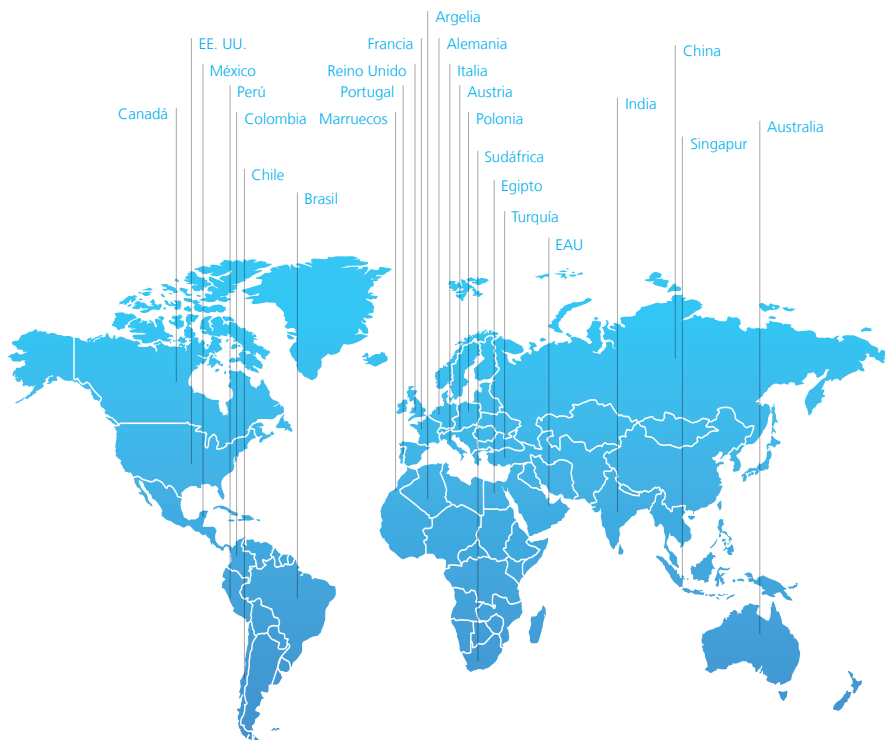 Argelia
EE. UU.
Francia
Alemania
China
México
Reino Unido
Italia
Perú
Portugal
Austria
India
Canadá
Colombia
Marruecos
Polonia
Australia
Singapur
Sudáfrica
Chile
Egipto
Brasil
Turquía
EAU